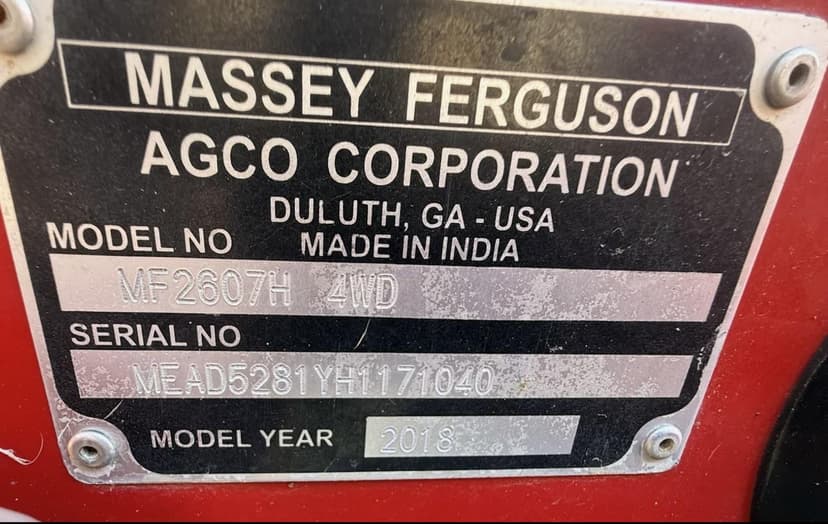 MASSEY FERGUSON
AGCO CORPORATION
DULUTH, GA - USA
MODEL NO MADE IN INDIA
MF2607H 4WD
SERIAL NO
MEAD5281YH1171040
MODEL YEAR 2018